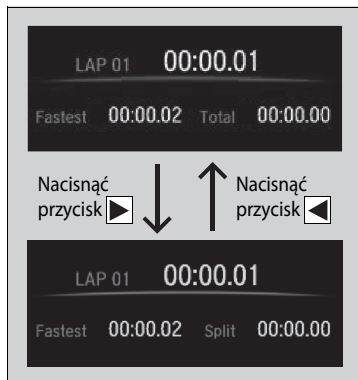 LAP 01 00:00.01
Fastest 00:00.02 Total 00:00.00
Nacisnąć
przycisk ▶
Nacisnąć
przycisk ◀
LAP 01 00:00.01
Fastest 00:00.02 Split 00:00.00